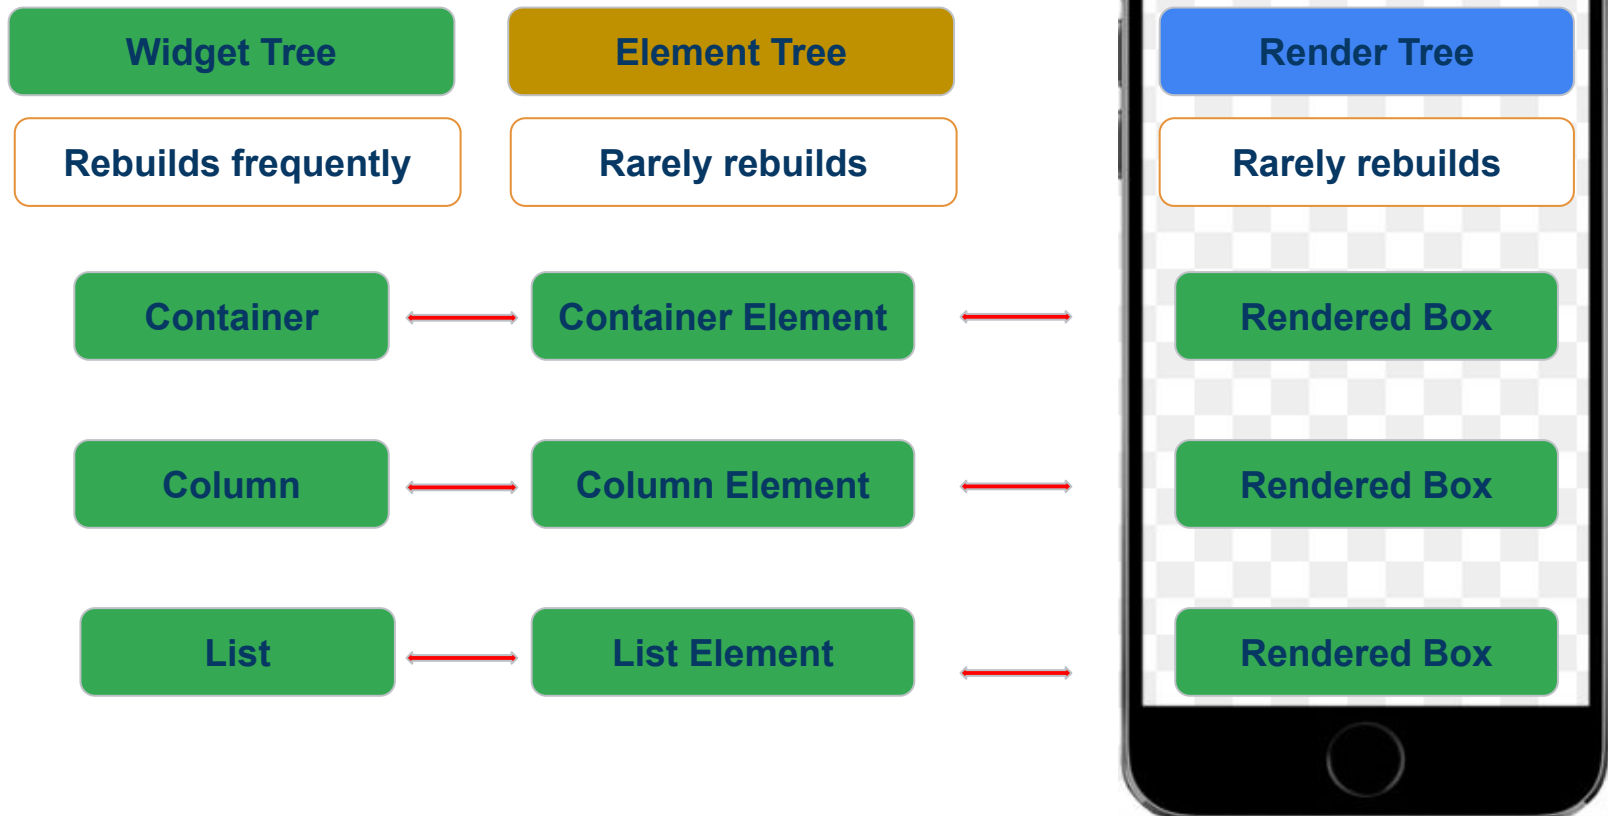 Widget Tree
Element Tree
Render Tree
Rebuilds frequently
Rarely rebuilds
Rarely rebuilds
Container
Container Element
Rendered Box
Column
Column Element
Rendered Box
List
List Element
Rendered Box